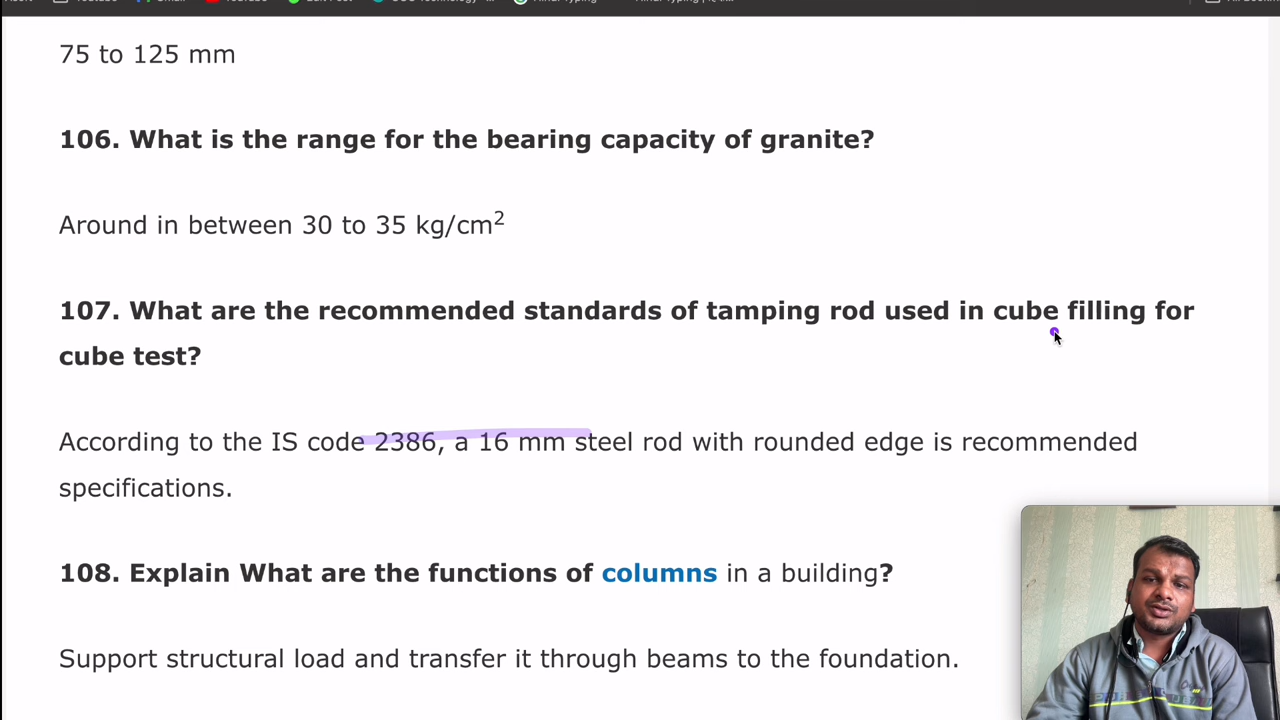 75 to 125 mm
106. What is the range for the bearing capacity of granite?
Around in between 30 to 35 kg/cm²
107. What are the recommended standards of tamping rod used in cube filling for
cube test?
According to the IS code 2386, a 16 mm steel rod with rounded edge is recommended
specifications.
108. Explain What are the functions of columns in a building?
Support structural load and transfer it through beams to the foundation.